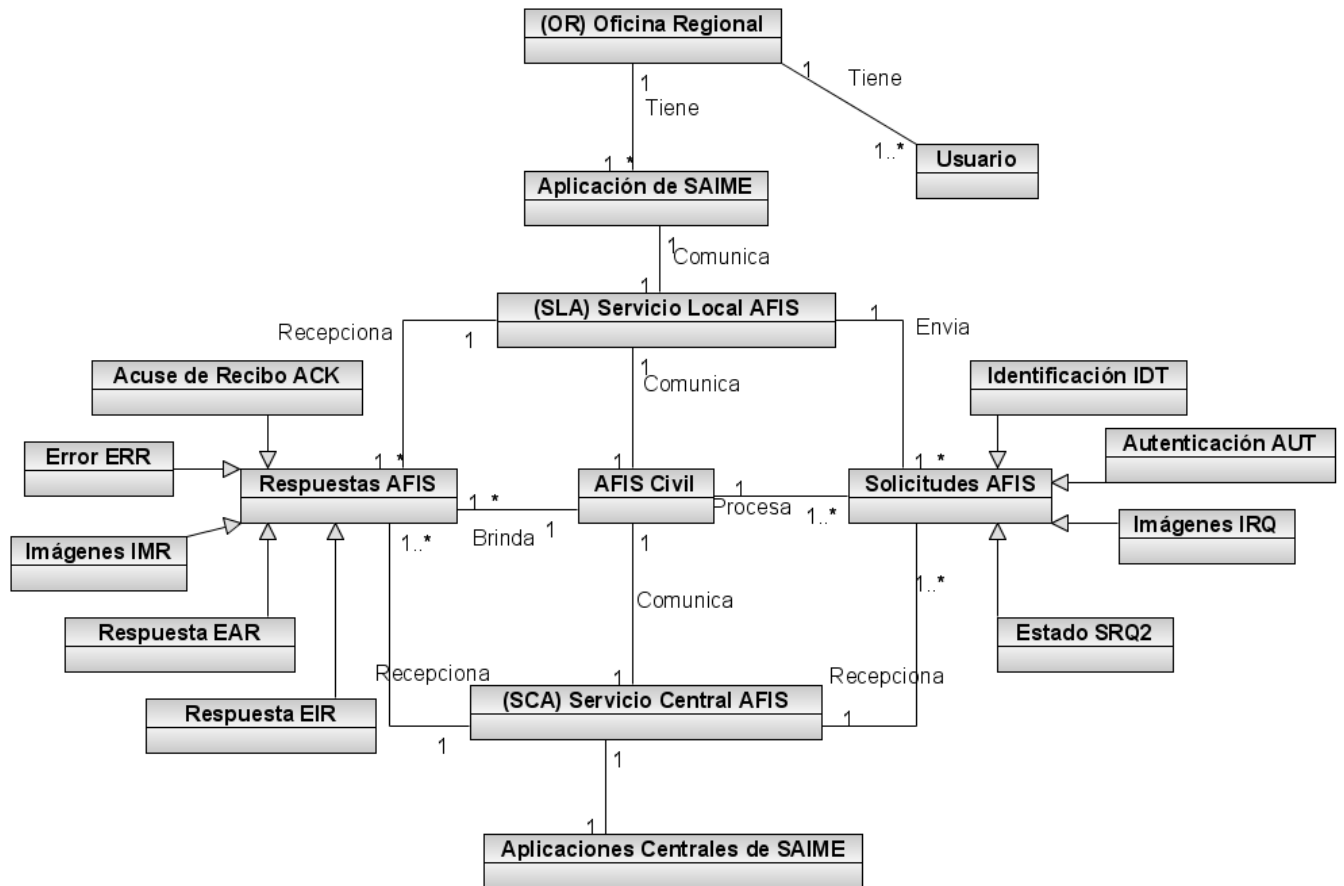 (OR) Oficina Regional
1
1
Tiene
Tiene
1..*
1..*
Usuario
Aplicación de SAIME
1
Comunica
1
(SLA) Servicio Local AFIS
Recepciona
1
1
Envia
1
Comunica
Acuse de Recibo ACK
Identificación IDT
Error ERR
Autenticación AUT
1..*
1
1..*
Respuestas AFIS
AFIS Civil
Solicitudes AFIS
1..*
Brinda
1
1
Procesa
1..*
Imágenes IMR
Imágenes IRQ
1..*
1
1..*
Comunica
Respuesta EAR
Estado SRQ2
Recepciona
1
Recepciona
Respuesta EIR
(SCA) Servicio Central AFIS
1
1
1
1
Aplicaciones Centrales de SAIME